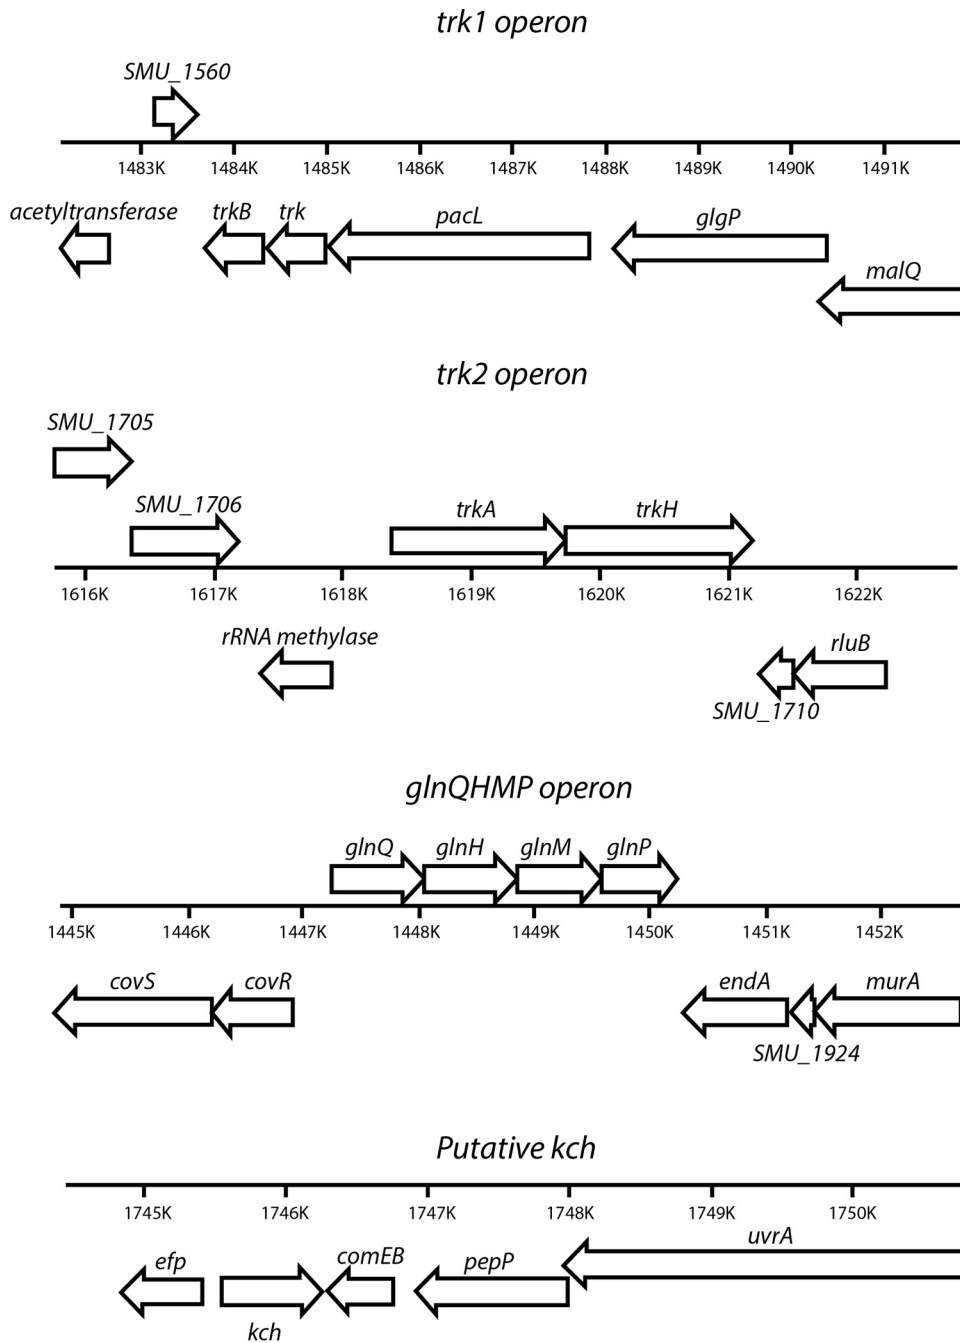 trk1 operon
SMU_1560
1483K 1484K 1485K 1486K 1487K 1488K 1489K 1490K 1491K
acetyltransferase trkB trk pacL glgP
malQ
trk2 operon
SMU_1705
SMU_1706 trkA trkH
1616K 1617K 1618K 1619K 1620K 1621K 1622K
rRNA methylase rluB
SMU_1710
glnQHMP operon
glnQ glnH glnM glnP
1445K 1446K 1447K 1448K 1449K 1450K 1451K 1452K
covS covR endA murA
SMU_1924
Putative kch
1745K 1746K 1747K 1748K 1749K 1750K
uvrA
efp comEB pepP
kch